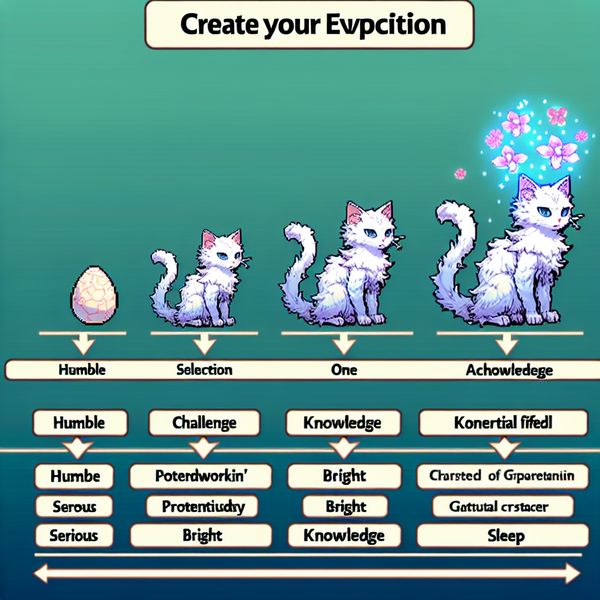 Create your Evpcition
Humble Selection One Achowledege
Humble Challenge Knowledge Konertial fifedl
Humbe Poterdworkin' Bright Charsted of Gporetaniin
Serous Protentiudry Bright Gattutal crstacer
Serious Bright Knowledge Sleep